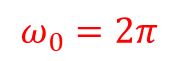 ω₀ = 2π